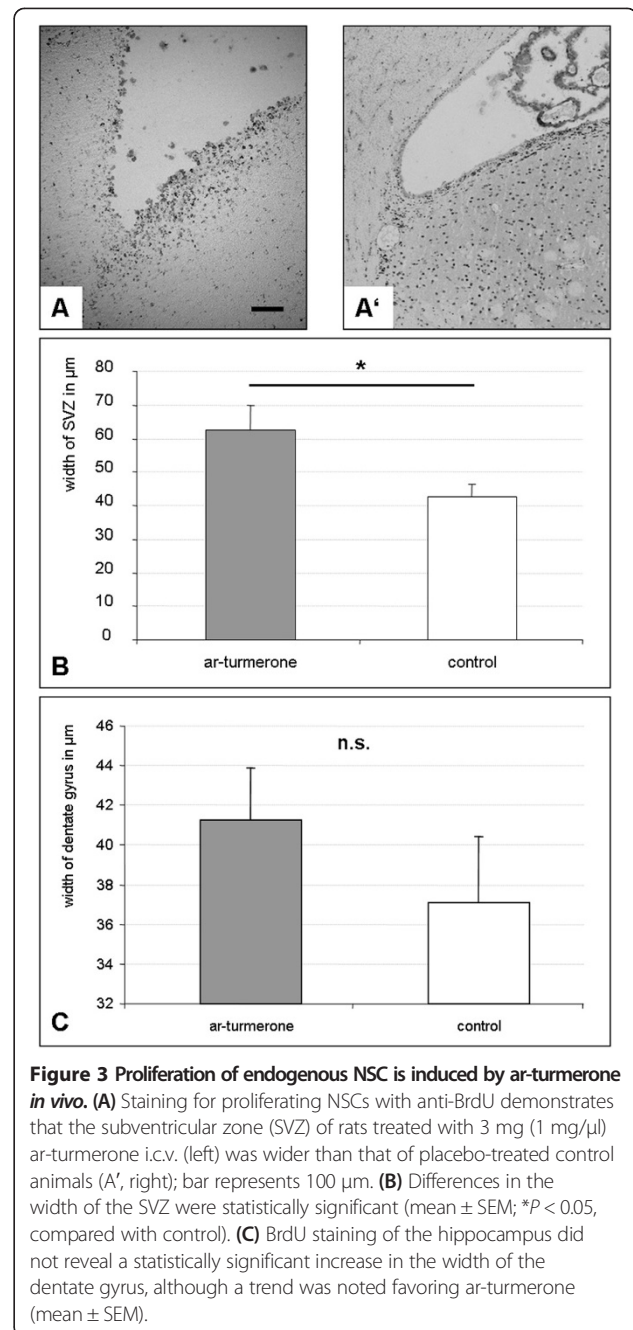 A
A‘
80
*
70
60
50
40
30
20
10
0
width of SVZ in µm
ar-turmerone control
B
46
n.s.
44
42
40
38
36
34
32
width of dentate gyrus in µm
ar-turmerone control
C
Figure 3 Proliferation of endogenous NSC is induced by ar-turmerone
in vivo. (A) Staining for proliferating NSCs with anti-BrdU demonstrates
that the subventricular zone (SVZ) of rats treated with 3 mg (1 mg/µl)
ar-turmerone i.c.v. (left) was wider than that of placebo-treated control
animals (A′, right); bar represents 100 µm. (B) Differences in the
width of the SVZ were statistically significant (mean ± SEM; *P < 0.05,
compared with control). (C) BrdU staining of the hippocampus did
not reveal a statistically significant increase in the width of the
dentate gyrus, although a trend was noted favoring ar-turmerone
(mean ± SEM).